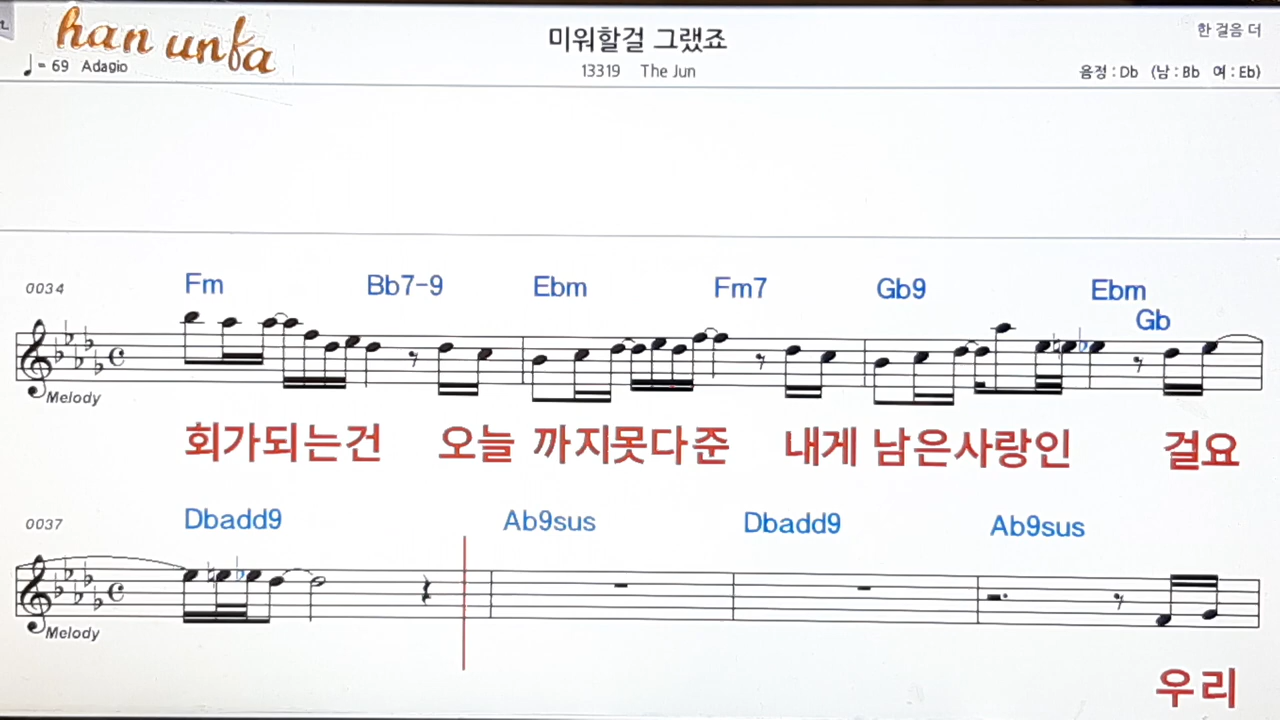 han unfa
미워할걸 그랬죠
한 걸음 더
♩= 69 Adagio
13319 The Jun
음정 : Db (남 : Bb 여 : Eb)
0034 Fm Bb7-9 Ebm Fm7 Gb9 Ebm
Gb
Melody
회가되는건 오늘 까지못다준 내게 남은사랑인 걸요
0037 Dbadd9 Ab9sus Dbadd9 Ab9sus
Melody
우리